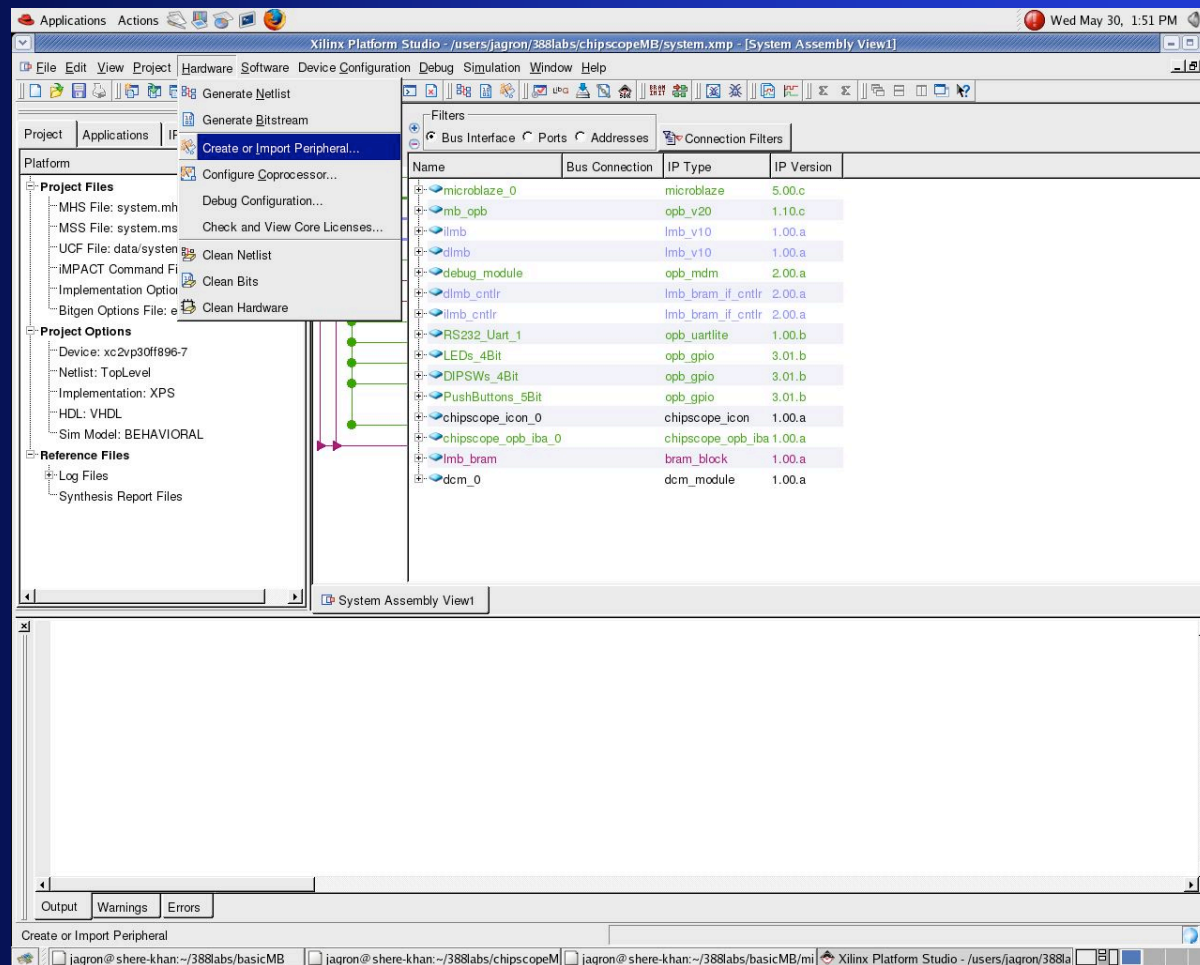 Applications Actions
Wed May 30, 1:51 PM
Xilinx Platform Studio - /users/jagron/388labs/chipscopeMB/system.xmp - [System Assembly View1]
File Edit View Project Hardware Software Device Configuration Debug Simulation Window Help
Generate Netlist
Generate Bitstream
Create or Import Peripheral...
Configure Coprocessor...
Debug Configuration...
Check and View Core Licenses...
Clean Netlist
Clean Bits
Clean Hardware
Project Applications
Platform
Project Files
MHS File: system.mh
MSS File: system.ms
UCF File: data/system
iMPACT Command Fi
Implementation Option
Bitgen Options File: e
Project Options
Device: xc2vp30ff896-7
Netlist: TopLevel
Implementation: XPS
HDL: VHDL
Sim Model: BEHAVIORAL
Reference Files
Log Files
Synthesis Report Files
Filters
Bus Interface Ports Addresses
Connection Filters
Name Bus Connection IP Type IP Version
microblaze_0 microblaze 5.00.c
mb_opb opb_v20 1.10.c
ilmb lmb_v10 1.00.a
dlmb lmb_v10 1.00.a
debug_module opb_mdm 2.00.a
dlmb_cntlr lmb_bram_if_cntlr 2.00.a
ilmb_cntlr lmb_bram_if_cntlr 2.00.a
RS232_Uart_1 opb_uartlite 1.00.b
LEDs_4Bit opb_gpio 3.01.b
DIPSWs_4Bit opb_gpio 3.01.b
PushButtons_5Bit opb_gpio 3.01.b
chipscope_icon_0 chipscope_icon 1.00.a
chipscope_opb_iba_0 chipscope_opb_iba 1.00.a
lmb_bram bram_block 1.00.a
dcm_0 dcm_module 1.00.a
System Assembly View1
Output Warnings Errors
Create or Import Peripheral
jagron@shere-khan:~/388labs/basicMB
jagron@shere-khan:~/388labs/chipscopeM
jagron@shere-khan:~/388labs/basicMB/mi
Xilinx Platform Studio - /users/jagron/388la